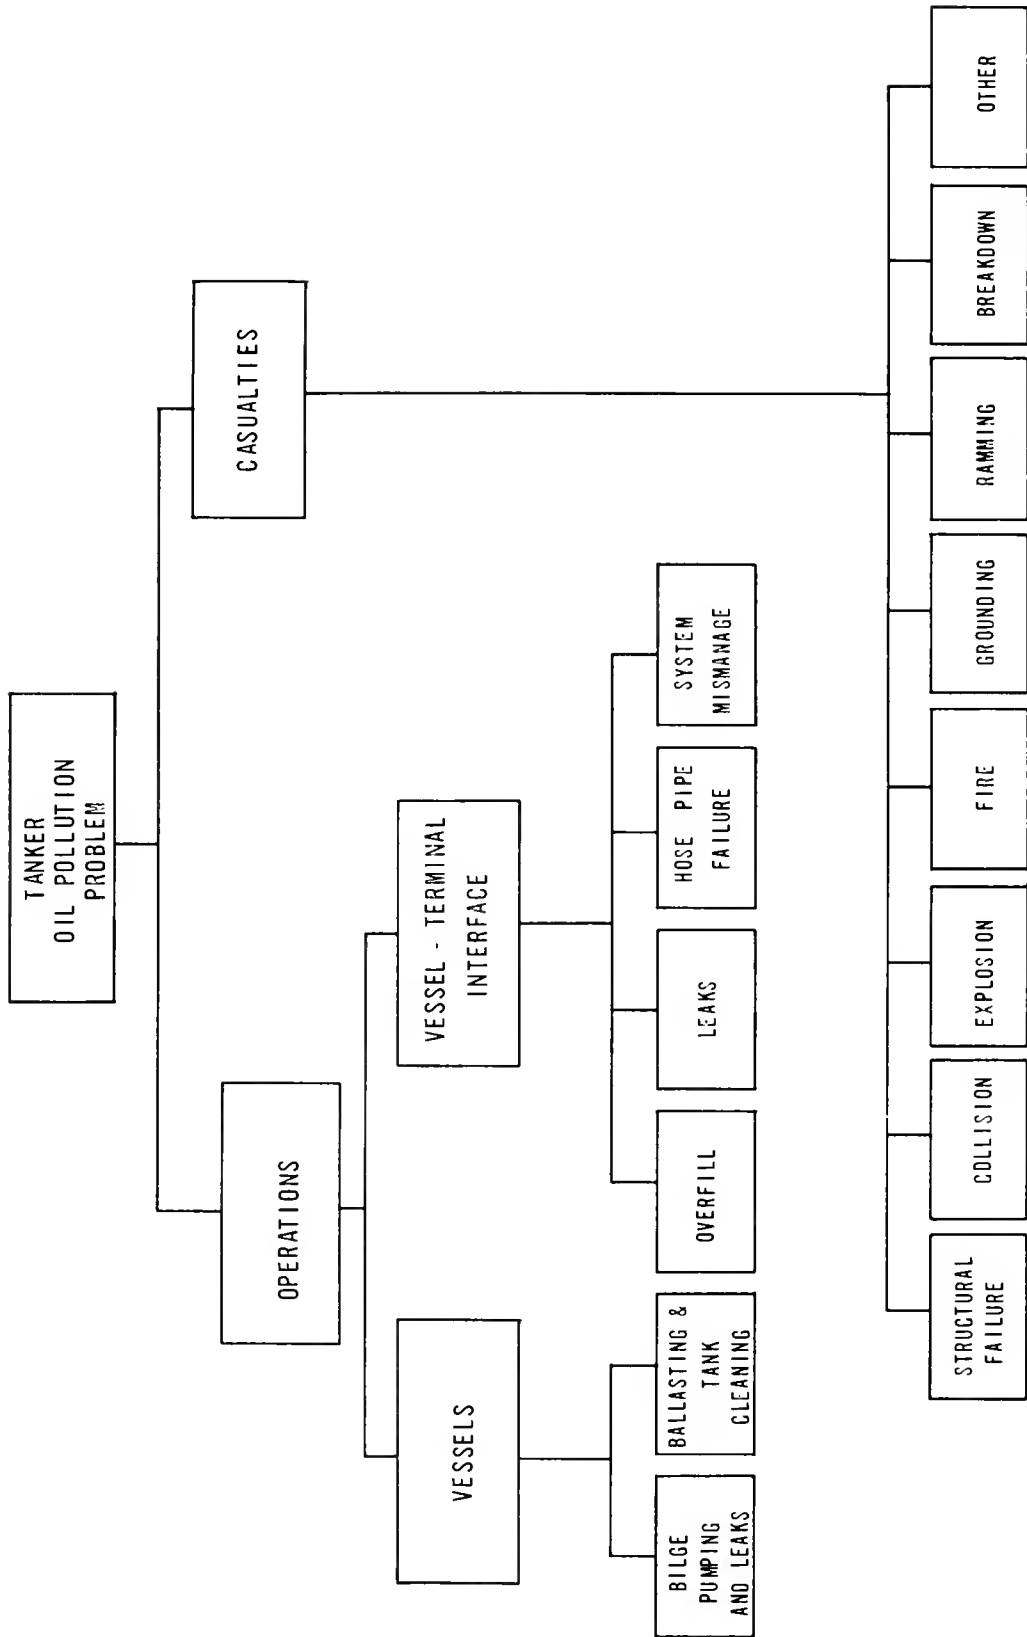 TANKER
OIL POLLUTION
PROBLEM
OPERATIONS
CASUALTIES
VESSELS
VESSEL - TERMINAL
INTERFACE
BILGE
PUMPING
AND LEAKS
BALLASTING &
TANK
CLEANING
OVERFILL
LEAKS
HOSE PIPE
FAILURE
SYSTEM
MISMANAGE
STRUCTURAL
FAILURE
COLLISION
EXPLOSION
FIRE
GROUNDING
RAMMING
BREAKDOWN
OTHER